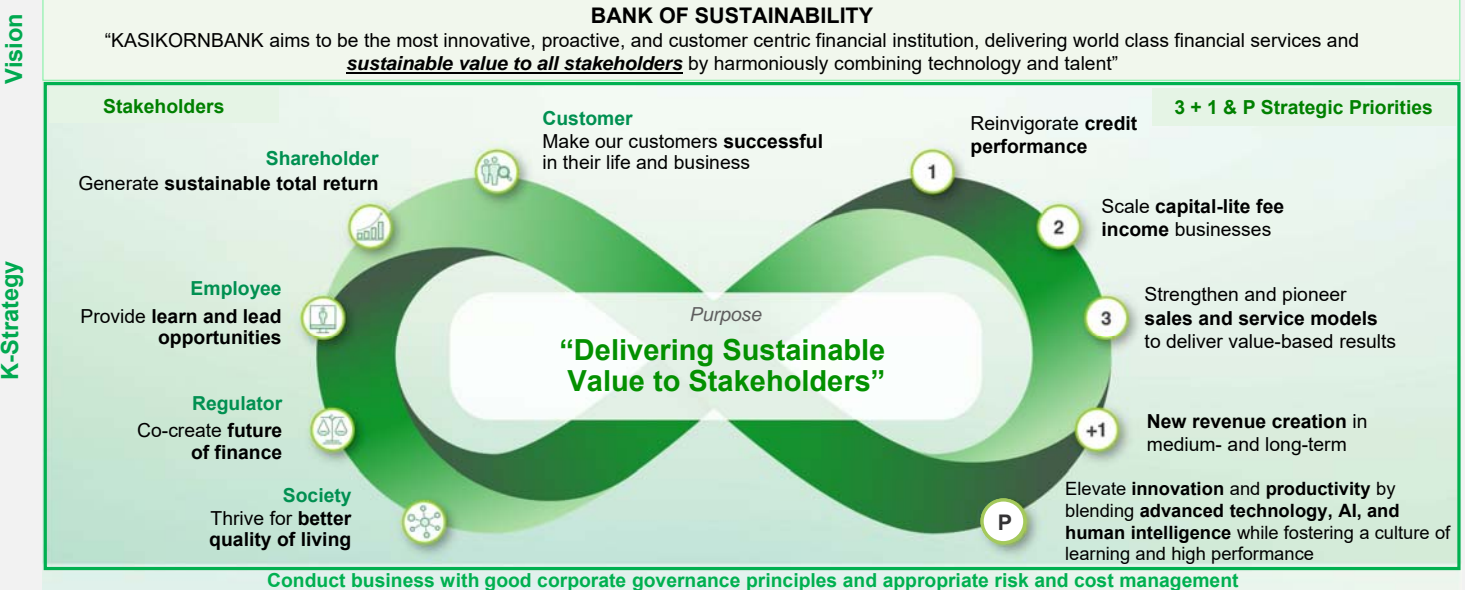 Vision
BANK OF SUSTAINABILITY
“KASIKORNBANK aims to be the most innovative, proactive, and customer centric financial institution, delivering world class financial services and
sustainable value to all stakeholders by harmoniously combining technology and talent”
K-Strategy
Stakeholders
Customer
Make our customers successful
in their life and business
Shareholder
Generate sustainable total return
Employee
Provide learn and lead
opportunities
Regulator
Co-create future
of finance
Society
Thrive for better
quality of living
Purpose
“Delivering Sustainable
Value to Stakeholders”
3 + 1 & P Strategic Priorities
1
Reinvigorate credit
performance
2
Scale capital-lite fee
income businesses
3
Strengthen and pioneer
sales and service models
to deliver value-based results
+1
New revenue creation in
medium- and long-term
P
Elevate innovation and productivity by
blending advanced technology, AI, and
human intelligence while fostering a culture of
learning and high performance
Conduct business with good corporate governance principles and appropriate risk and cost management